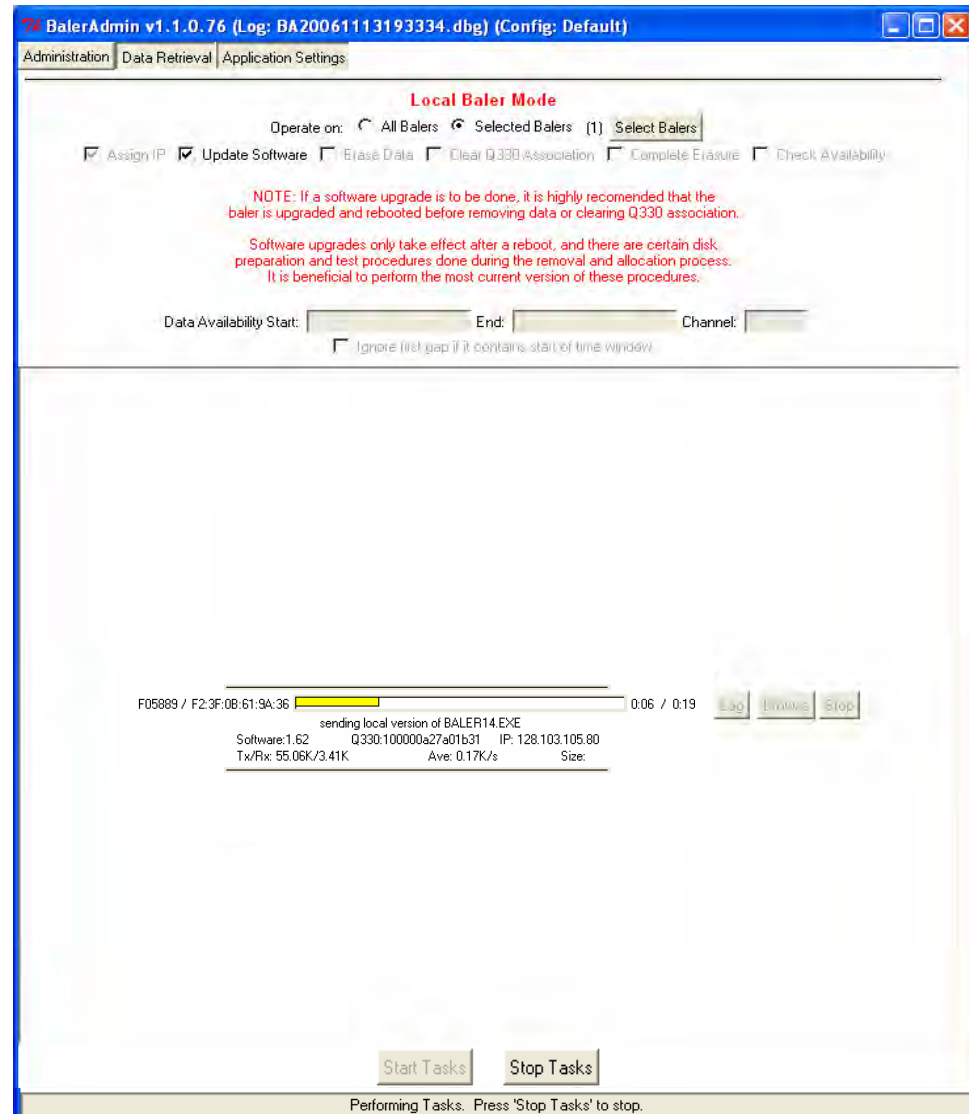 BalerAdmin v1.1.0.76 (Log: BA20061113193334.dbg) (Config: Default)
Administration Data Retrieval Application Settings
Local Baler Mode
Operate on: All Balers Selected Balers (1) Select Balers
Assign IP Update Software Erase Data Clear Q330 Association Complete Erasure Check Availability
NOTE: If a software upgrade is to be done, it is highly recomended that the
baler is upgraded and rebooted before removing data or clearing Q330 association.
Software upgrades only take effect after a reboot, and there are certain disk
preparation and test procedures done during the removal and allocation process.
It is beneficial to perform the most current version of these procedures.
Data Availability Start: End: Channel:
Ignore first gap if it contains start of time window
F05889 / F2:3F:0B:61:9A:36 0:06 / 0:19 Log Browse Stop
sending local version of BALER14.EXE
Software:1.62 Q330:100000a27a01b31 IP: 128.103.105.80
Tx/Rx: 55.06K/3.41K Ave: 0.17K/s Size:
Start Tasks Stop Tasks
Performing Tasks. Press 'Stop Tasks' to stop.